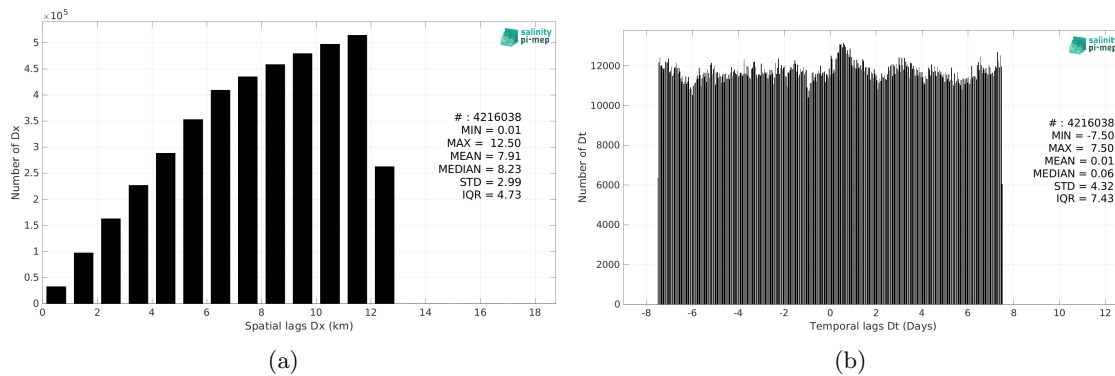 ×10^5
5
4.5
4
3.5
3
2.5
2
1.5
1
0.5
0
Number of Dx
0 2 4 6 8 10 12 14 16 18
Spatial lags Dx (km)
salinity
pi-mep
# : 4216038
MIN = 0.01
MAX = 12.50
MEAN = 7.91
MEDIAN = 8.23
STD = 2.99
IQR = 4.73
(a)
12000
10000
8000
6000
4000
2000
0
Number of Dt
-8 -6 -4 -2 0 2 4 6 8 10 12
Temporal lags Dt (Days)
salinity
pi-mep
# : 4216038
MIN = -7.50
MAX = 7.50
MEAN = 0.01
MEDIAN = 0.06
STD = 4.32
IQR = 7.43
(b)